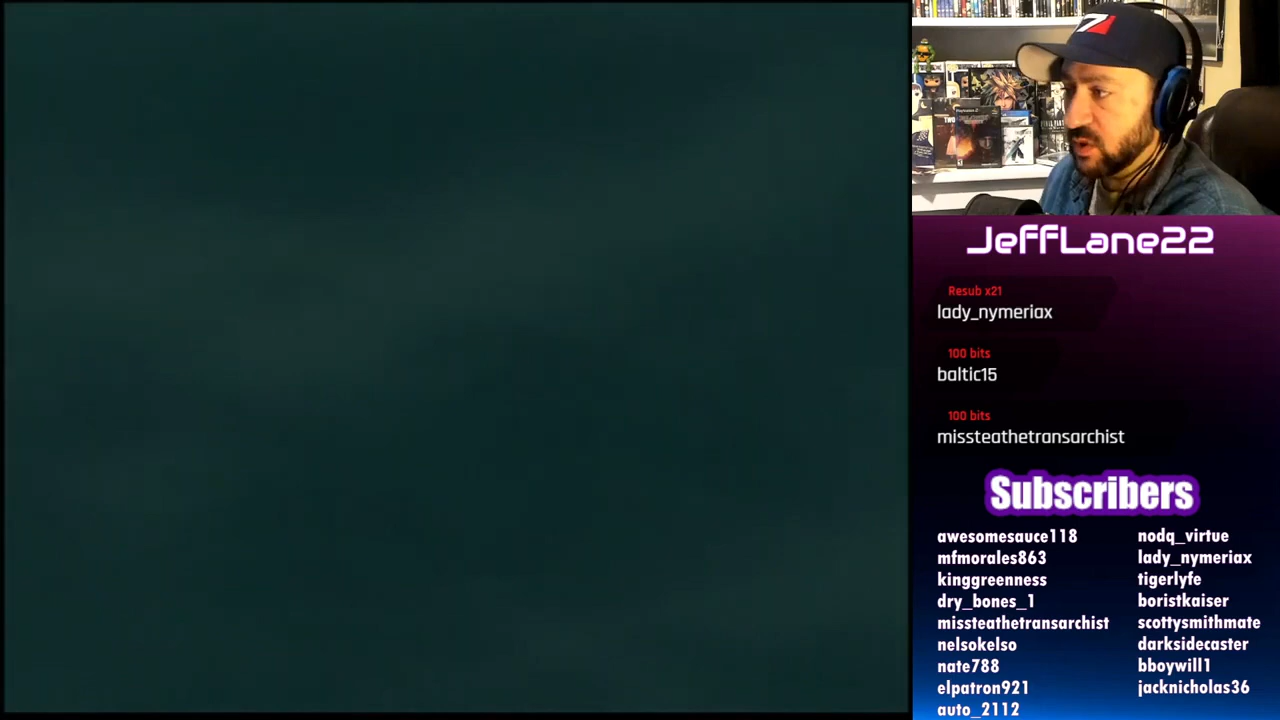 JeffLane22
Resub x21
lady_nymeriax
100 bits
baltic15
100 bits
missteathetransarchist
Subscribers
awesomesauce118
mfmorales863
kinggreenness
dry_bones_1
missteathetransarchist
nelsokelso
nate788
elpatron921
auto_2112
nodq_virtue
lady_nymeriax
tigerlyfe
boristkaiser
scottysmithmate
darksidecaster
bboywill1
jacknicholas36